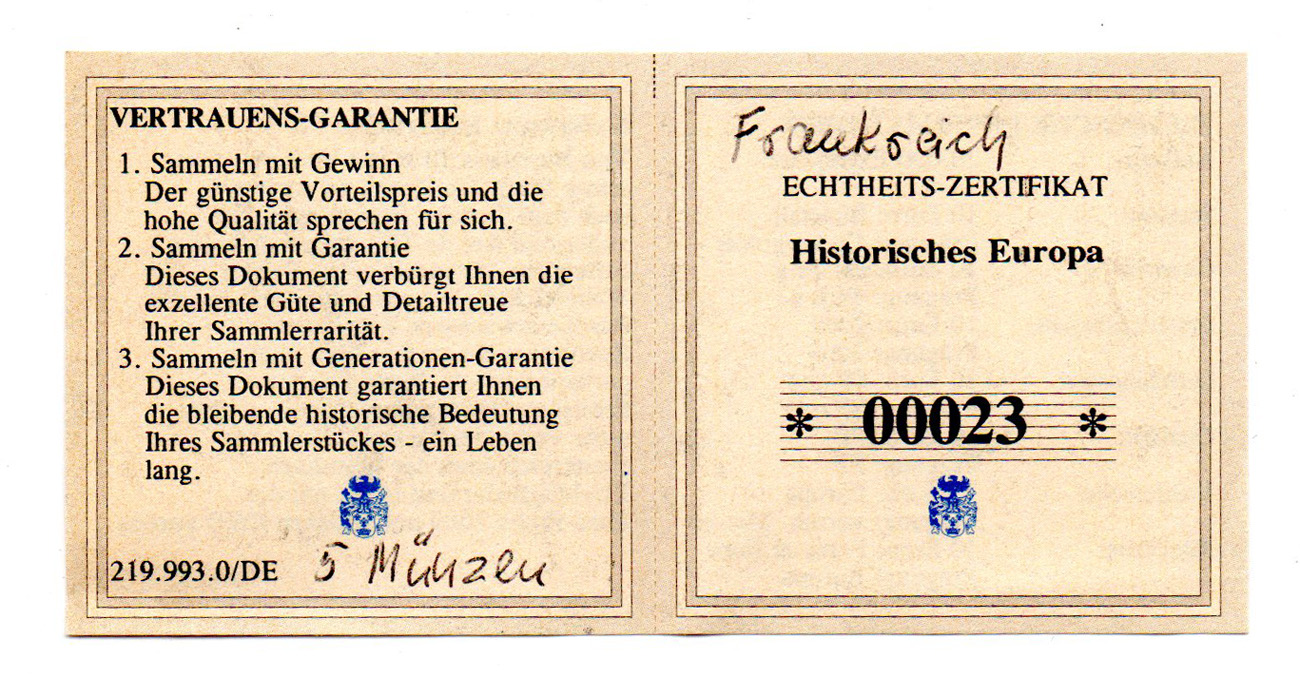 VERTRAUENS-GARANTIE
1. Sammeln mit Gewinn
Der günstige Vorteilspreis und die
hohe Qualität sprechen für sich.
2. Sammeln mit Garantie
Dieses Dokument verbürgt Ihnen die
exzellente Güte und Detailtreue
Ihrer Sammlerrarität.
3. Sammeln mit Generationen-Garantie
Dieses Dokument garantiert Ihnen
die bleibende historische Bedeutung
Ihres Sammlerstückes - ein Leben
lang.
219.993.0/DE 5 Münzen
Frankreich
ECHTHEITS-ZERTIFIKAT
Historisches Europa
* 00023 *